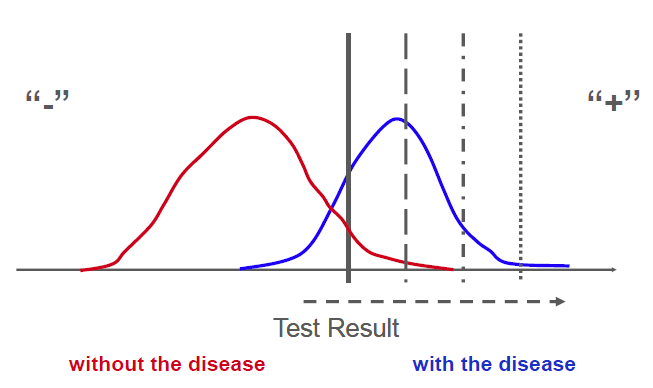 “-”
“+”
Test Result
without the disease
with the disease